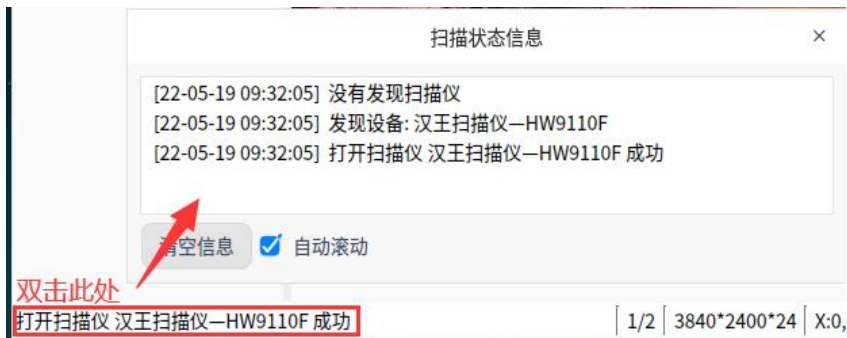 扫描状态信息
[22-05-19 09:32:05] 没有发现扫描仪
[22-05-19 09:32:05] 发现设备: 汉王扫描仪—HW9110F
[22-05-19 09:32:05] 打开扫描仪 汉王扫描仪—HW9110F 成功
清空信息 自动滚动
双击此处
打开扫描仪 汉王扫描仪—HW9110F 成功 1/2 3840*2400*24 X:0,